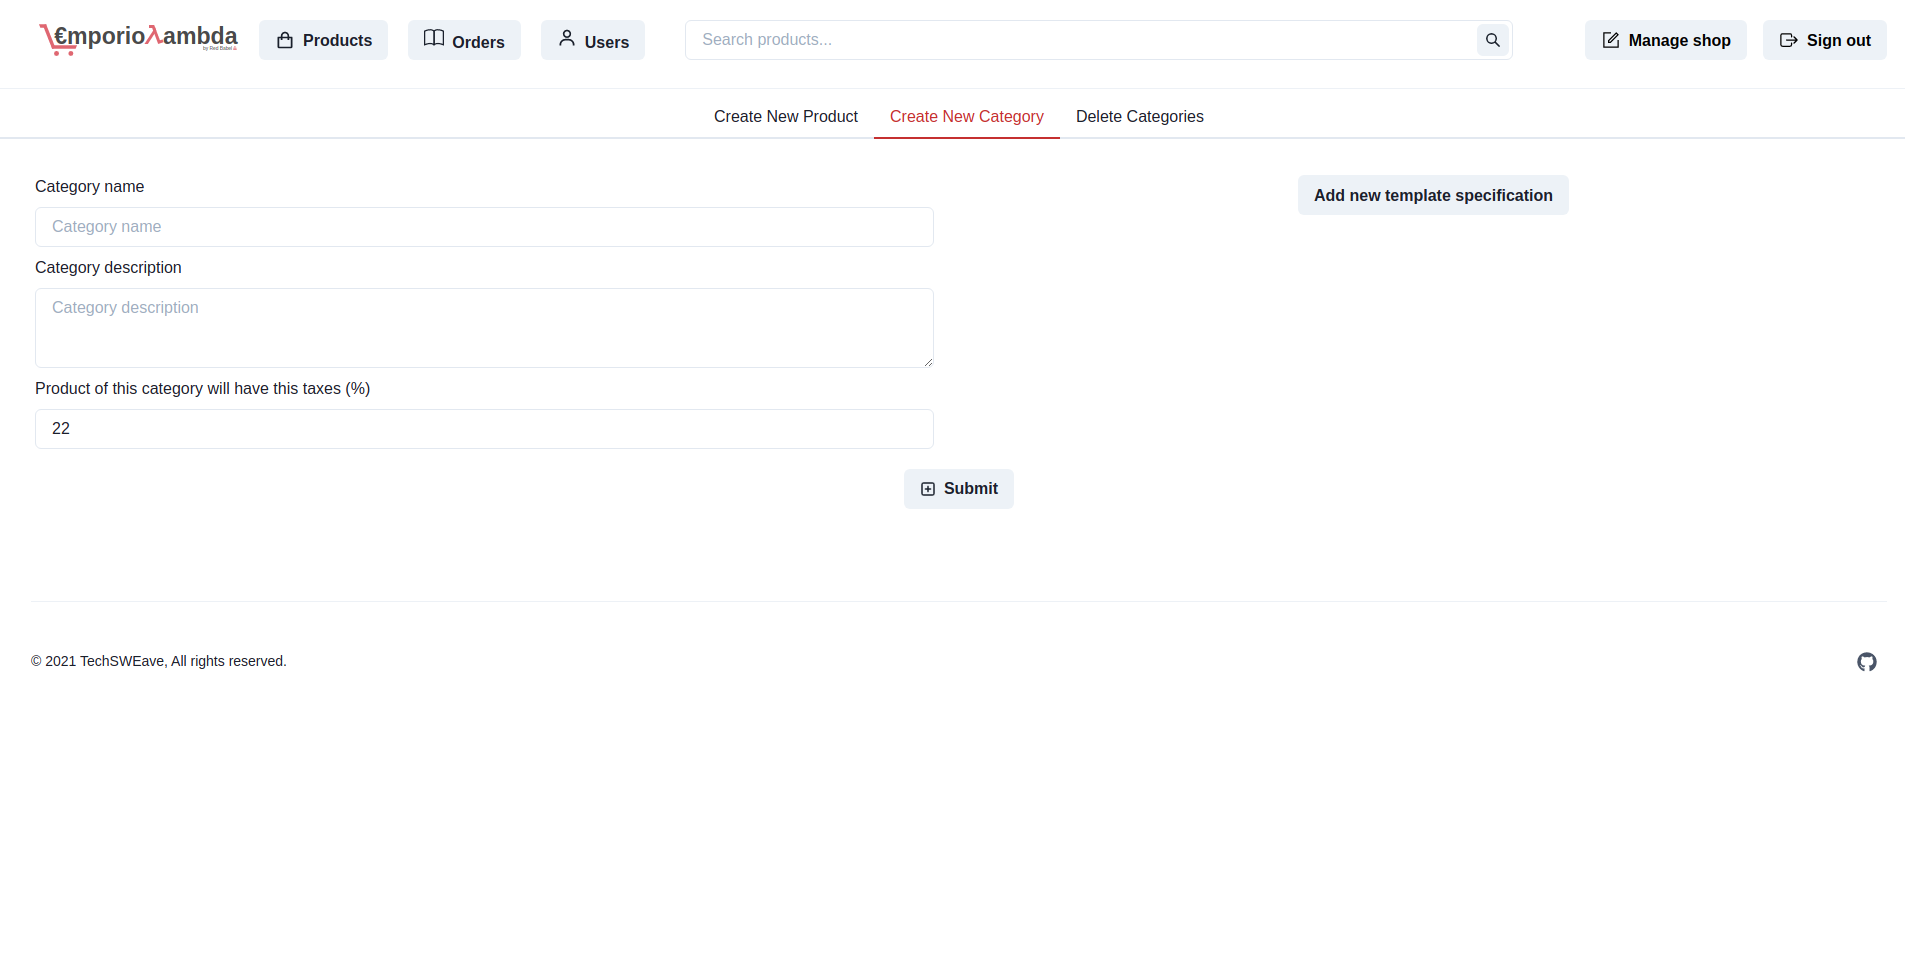 €mporioλambda
by Red Babel &
Products
Orders
Users
Search products...
Manage shop
Sign out
Create New Product
Create New Category
Delete Categories
Category name
Add new template specification
Category name
Category description
Category description
Product of this category will have this taxes (%)
22
Submit
© 2021 TechSWEave, All rights reserved.